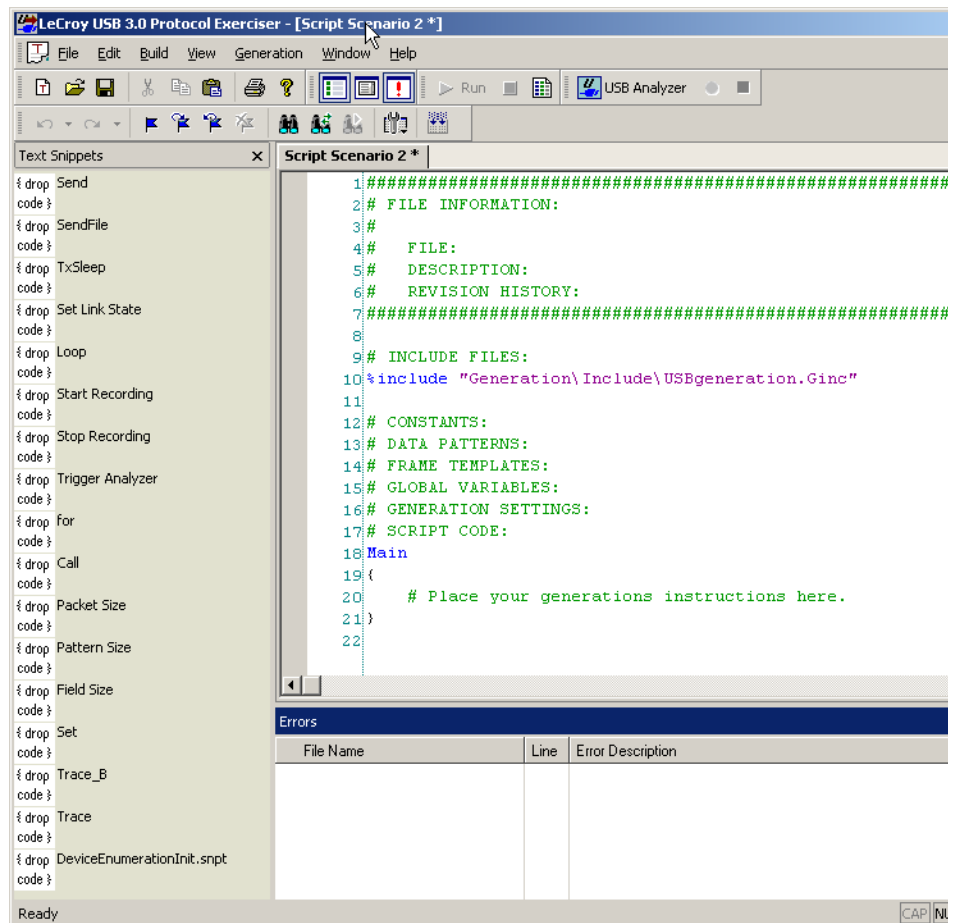 LeCroy USB 3.0 Protocol Exerciser - [Script Scenario 2 *]
File Edit Build View Generation Window Help
Run USB Analyzer
Text Snippets x
Script Scenario 2 *
{ drop code } Send
{ drop code } SendFile
{ drop code } TxSleep
{ drop code } Set Link State
{ drop code } Loop
{ drop code } Start Recording
{ drop code } Stop Recording
{ drop code } Trigger Analyzer
{ drop code } for
{ drop code } Call
{ drop code } Packet Size
{ drop code } Pattern Size
{ drop code } Field Size
{ drop code } Set
{ drop code } Trace_B
{ drop code } Trace
{ drop code } DeviceEnumerationInit.snpt
1 #########################################################
2 # FILE INFORMATION:
3 #
4 #   FILE:
5 #   DESCRIPTION:
6 #   REVISION HISTORY:
7 #########################################################
8
9 # INCLUDE FILES:
10 %include "Generation\Include\USBgeneration.Ginc"
11
12 # CONSTANTS:
13 # DATA PATTERNS:
14 # FRAME TEMPLATES:
15 # GLOBAL VARIABLES:
16 # GENERATION SETTINGS:
17 # SCRIPT CODE:
18 Main
19 {
20     # Place your generations instructions here.
21 }
22
Errors
File Name Line Error Description
Ready
CAP